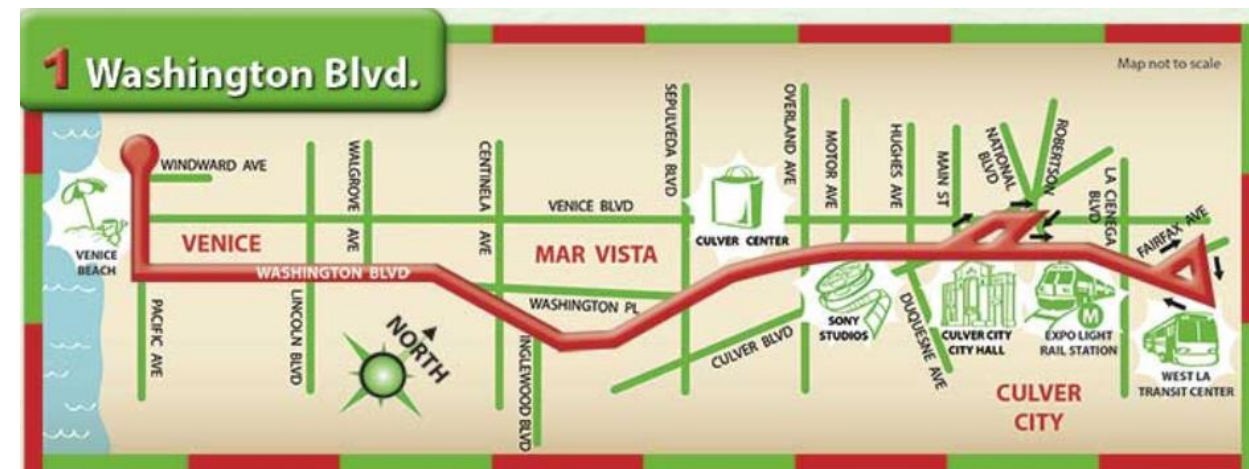 1 Washington Blvd.
Map not to scale
WINDWARD AVE
WALGROVE
AVE
CENTINELA
AVE
SEPULVEDA BLVD
OVERLAND AVE
MOTOR AVE
HUGHES AVE
MAIN ST
NATIONAL
BLVD
ROBERTSON
LA CIENEGA
BLVD
FAIRFAX AVE
VENICE BLVD
VENICE
BEACH
VENICE
MAR VISTA
CULVER CENTER
WASHINGTON BLVD
WASHINGTON PL
PACIFIC AVE
LINCOLN BLVD
NORTH
INGLEWOOD BLVD
CULVER BLVD
SONY
STUDIOS
DUQUESNE AVE
CULVER CITY
CITY HALL
M
EXPO LIGHT
RAIL STATION
WEST LA
TRANSIT CENTER
CULVER
CITY